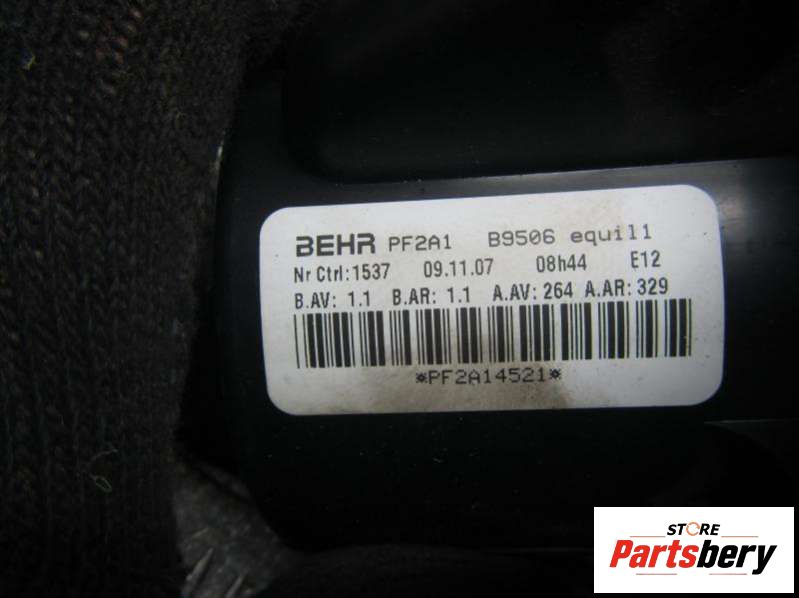 BEHR PF2A1 B9506 equil1
Nr Ctrl:1537 09.11.07 08h44 E12
B.AV: 1.1 B.AR: 1.1 A.AV:264 A.AR:329
*PF2A14521*
STORE
Partsbery